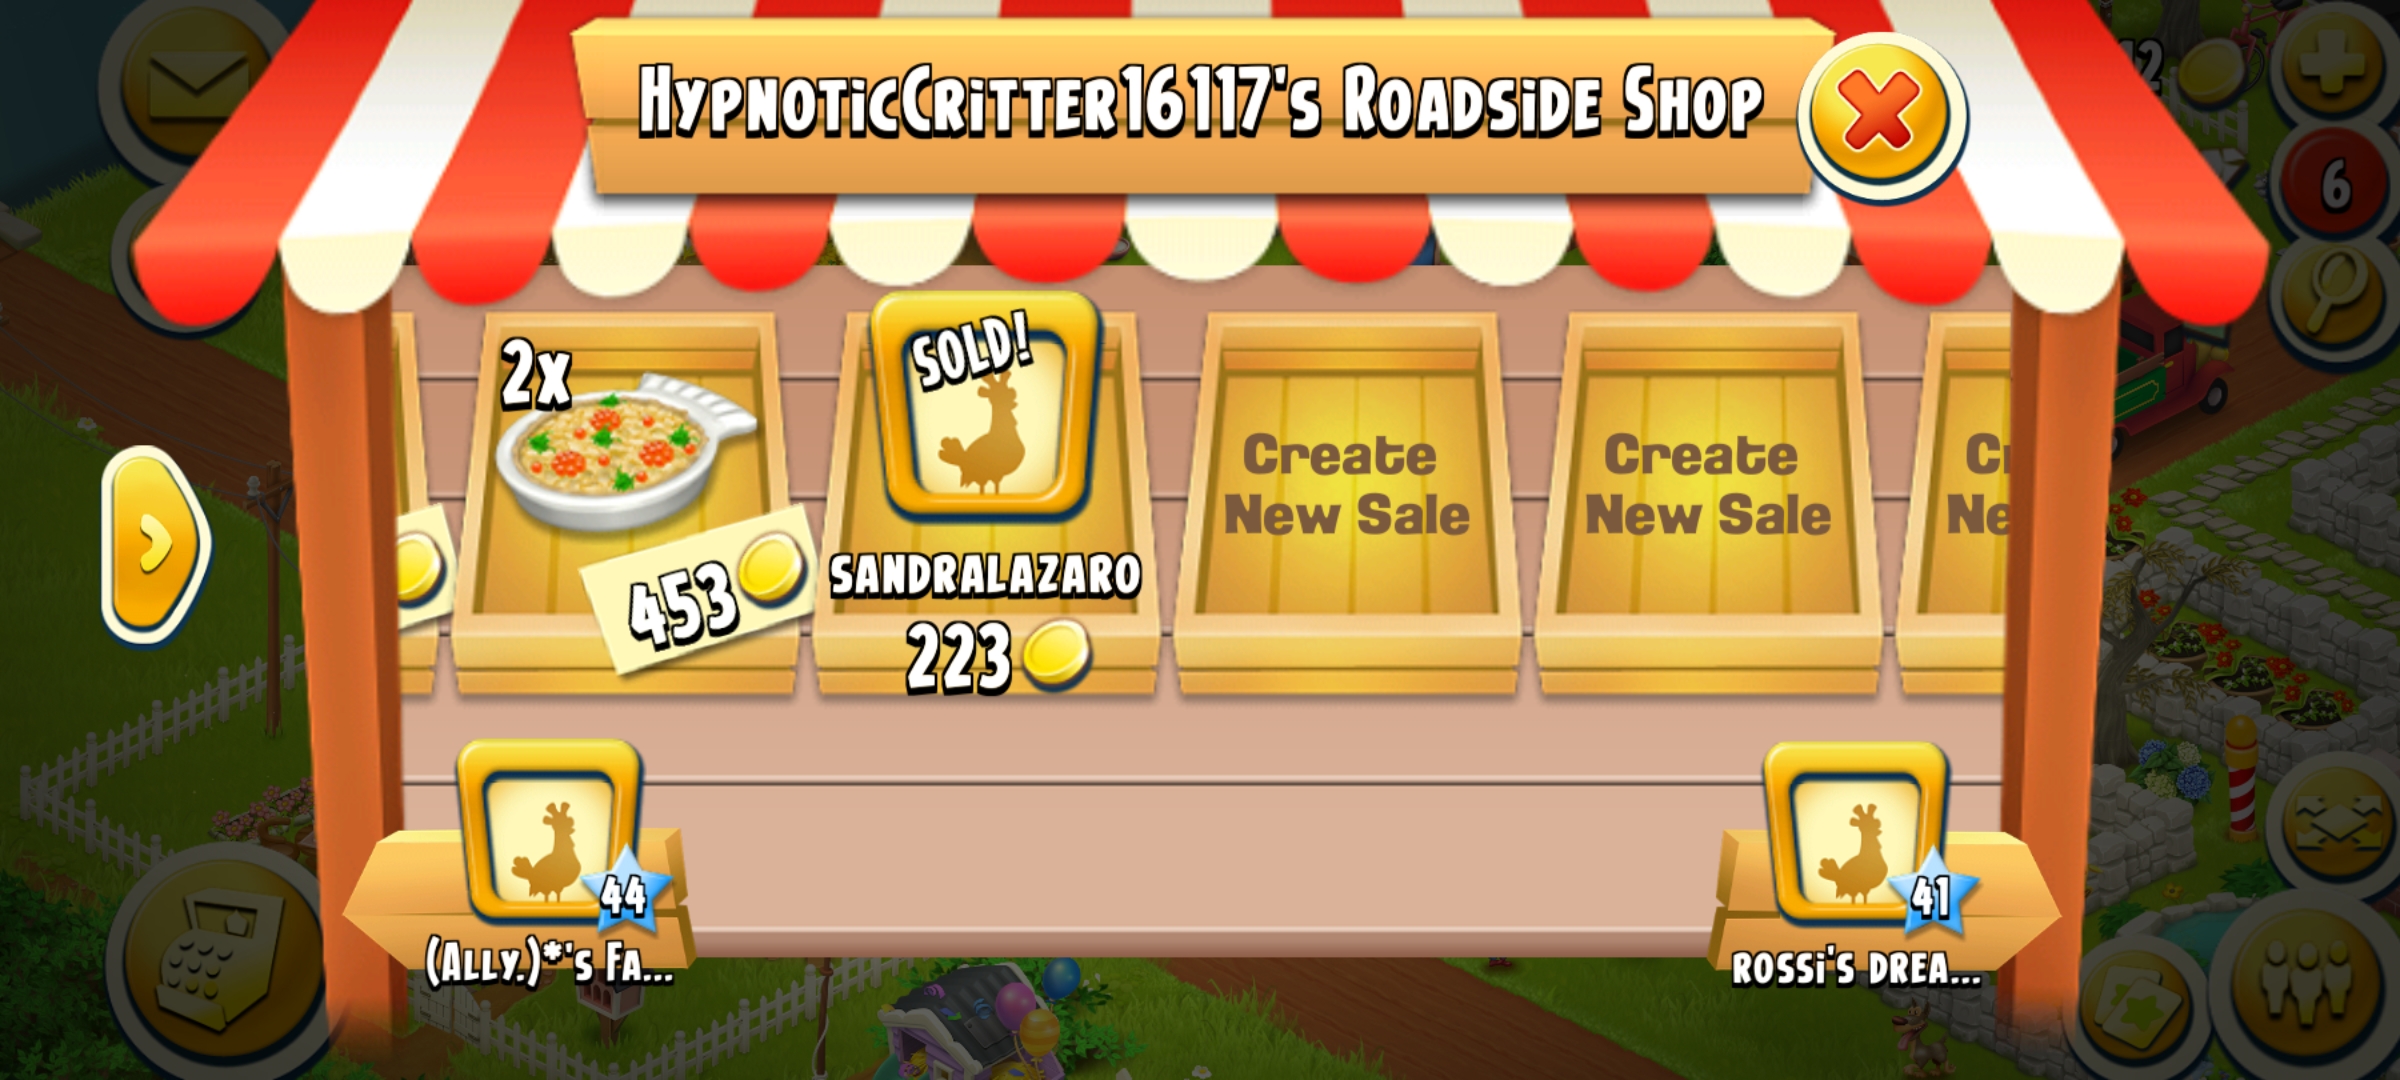 HYPNOTiCCRiTTER16117'S ROADSiDE SHOP
6
2x
453
SOLD!
SANDRALAZARO
223
Create
New Sale
Create
New Sale
44
(ALLY.)*'S FA...
41
ROSSi'S DREA...